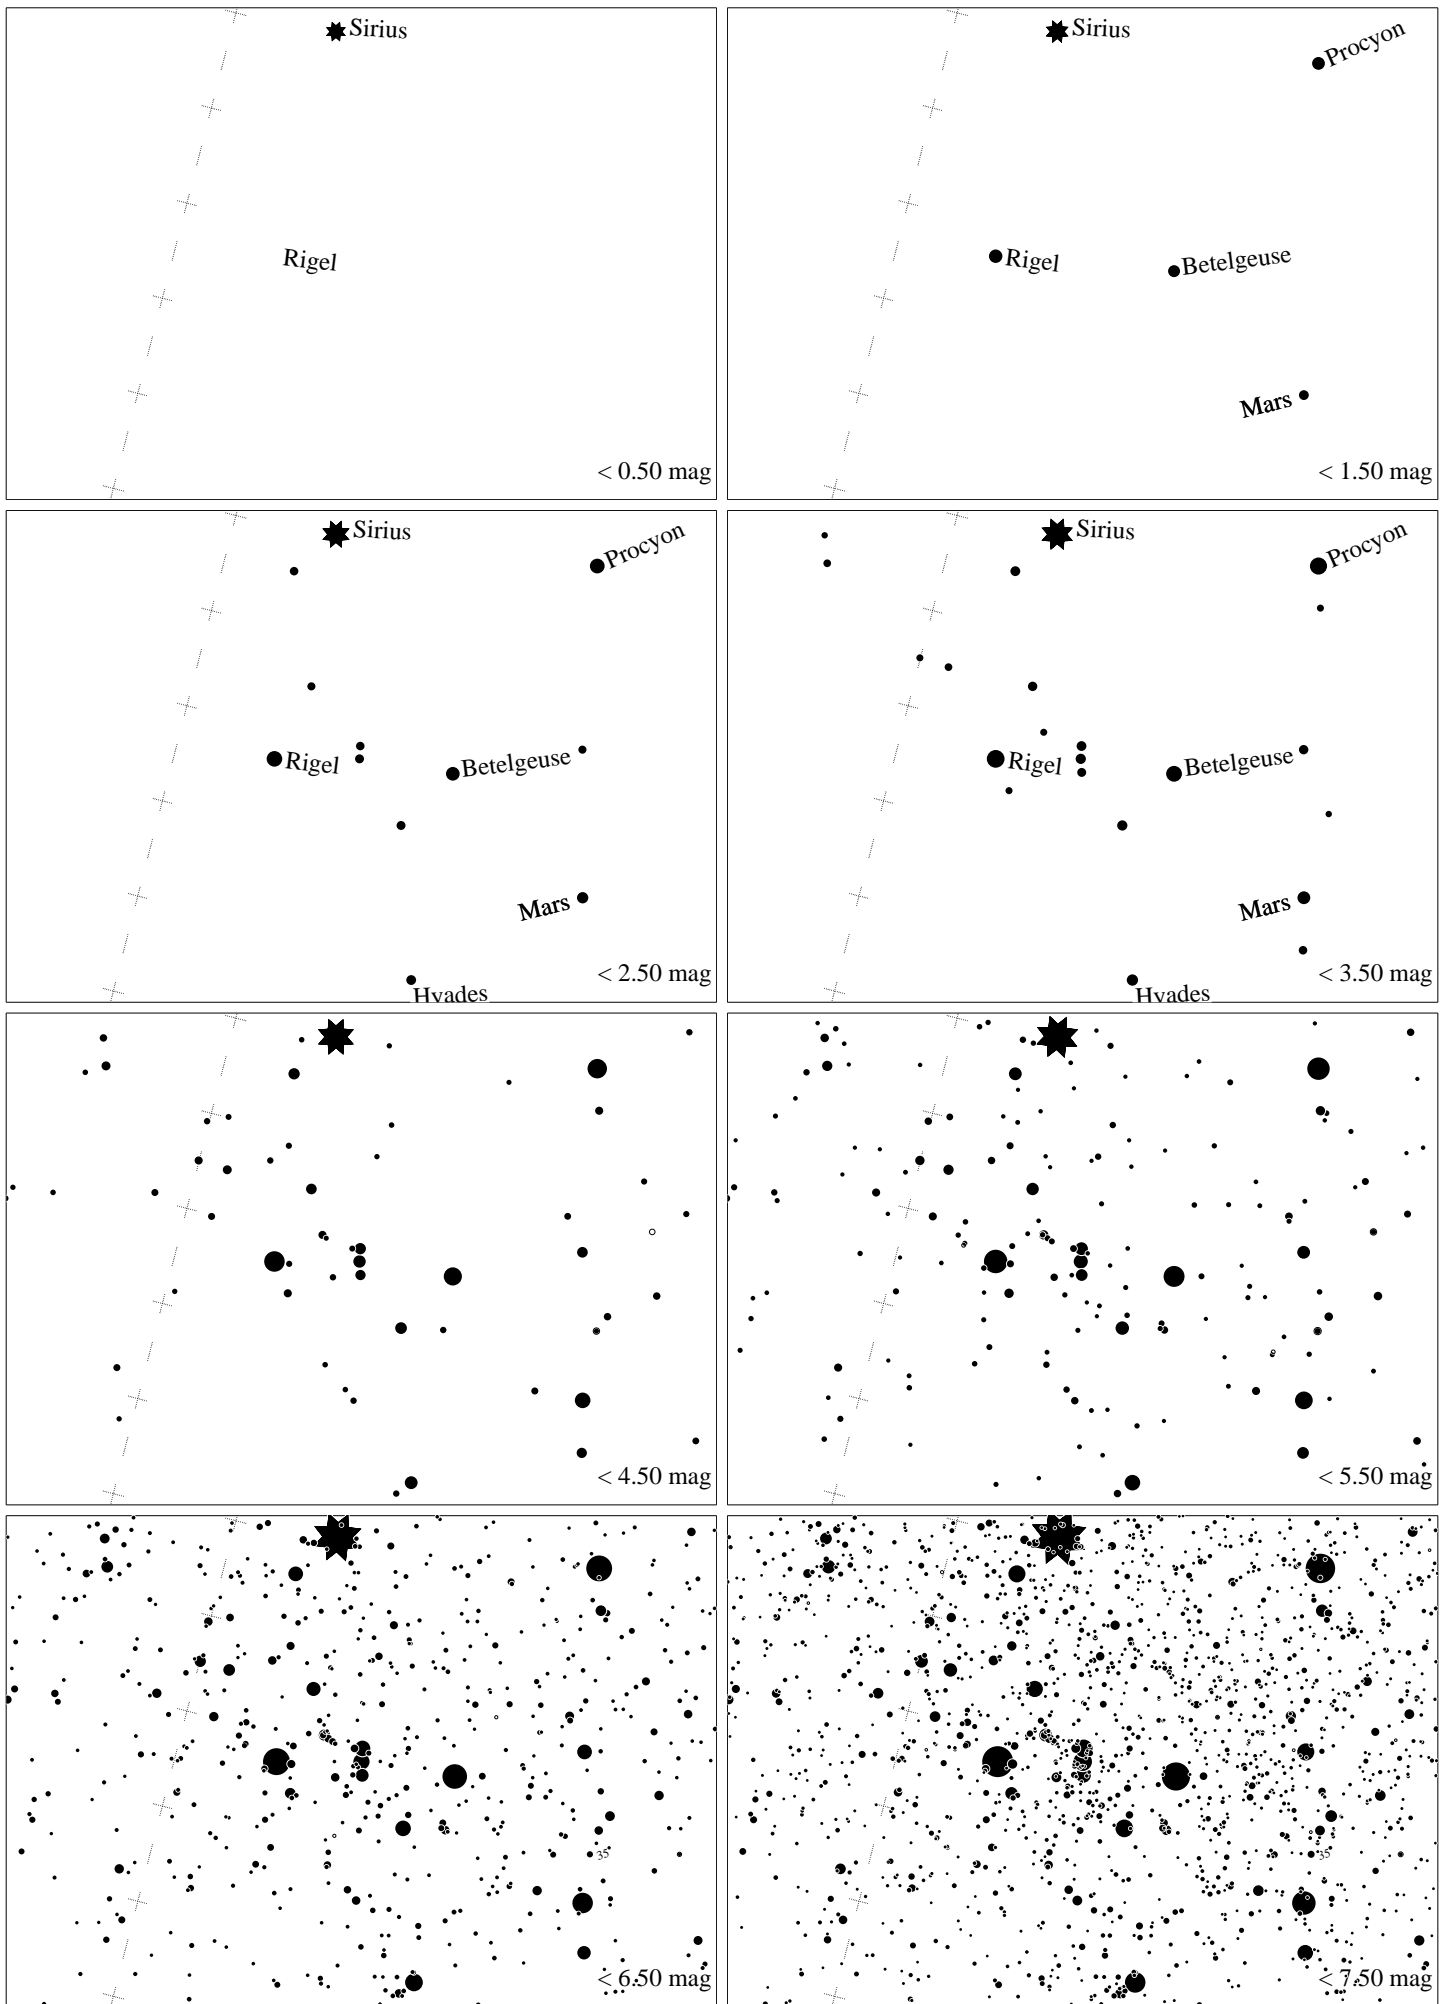 Sirius
Rigel
< 0.50 mag
Sirius
Procyon
Rigel
Betelgeuse
Mars
< 1.50 mag
Sirius
Procyon
Rigel
Betelgeuse
Mars
Hyades
< 2.50 mag
Sirius
Procyon
Rigel
Betelgeuse
Mars
Hyades
< 3.50 mag
< 4.50 mag
< 5.50 mag
35
< 6.50 mag
35
< 7.50 mag